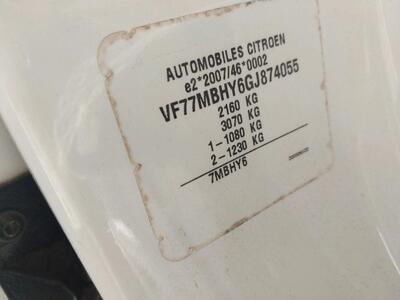 AUTOMOBILES CITROEN
e2*2007/46*0002
VF77MBHY6GJ874055
2160 KG
3070 KG
1-1080 KG
2-1230 KG
7MBHY6